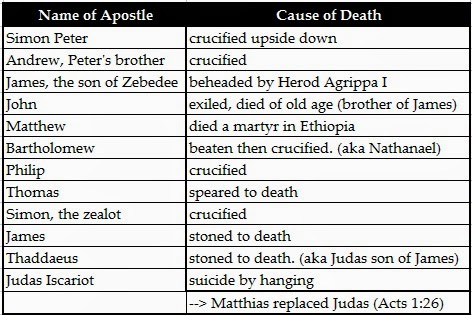 Name of Apostle Cause of Death
Simon Peter crucified upside down
Andrew, Peter's brother crucified
James, the son of Zebedee beheaded by Herod Agrippa I
John exiled, died of old age (brother of James)
Matthew died a martyr in Ethiopia
Bartholomew beaten then crucified. (aka Nathanael)
Philip crucified
Thomas speared to death
Simon, the zealot crucified
James stoned to death
Thaddaeus stoned to death. (aka Judas son of James)
Judas Iscariot suicide by hanging
--> Matthias replaced Judas (Acts 1:26)